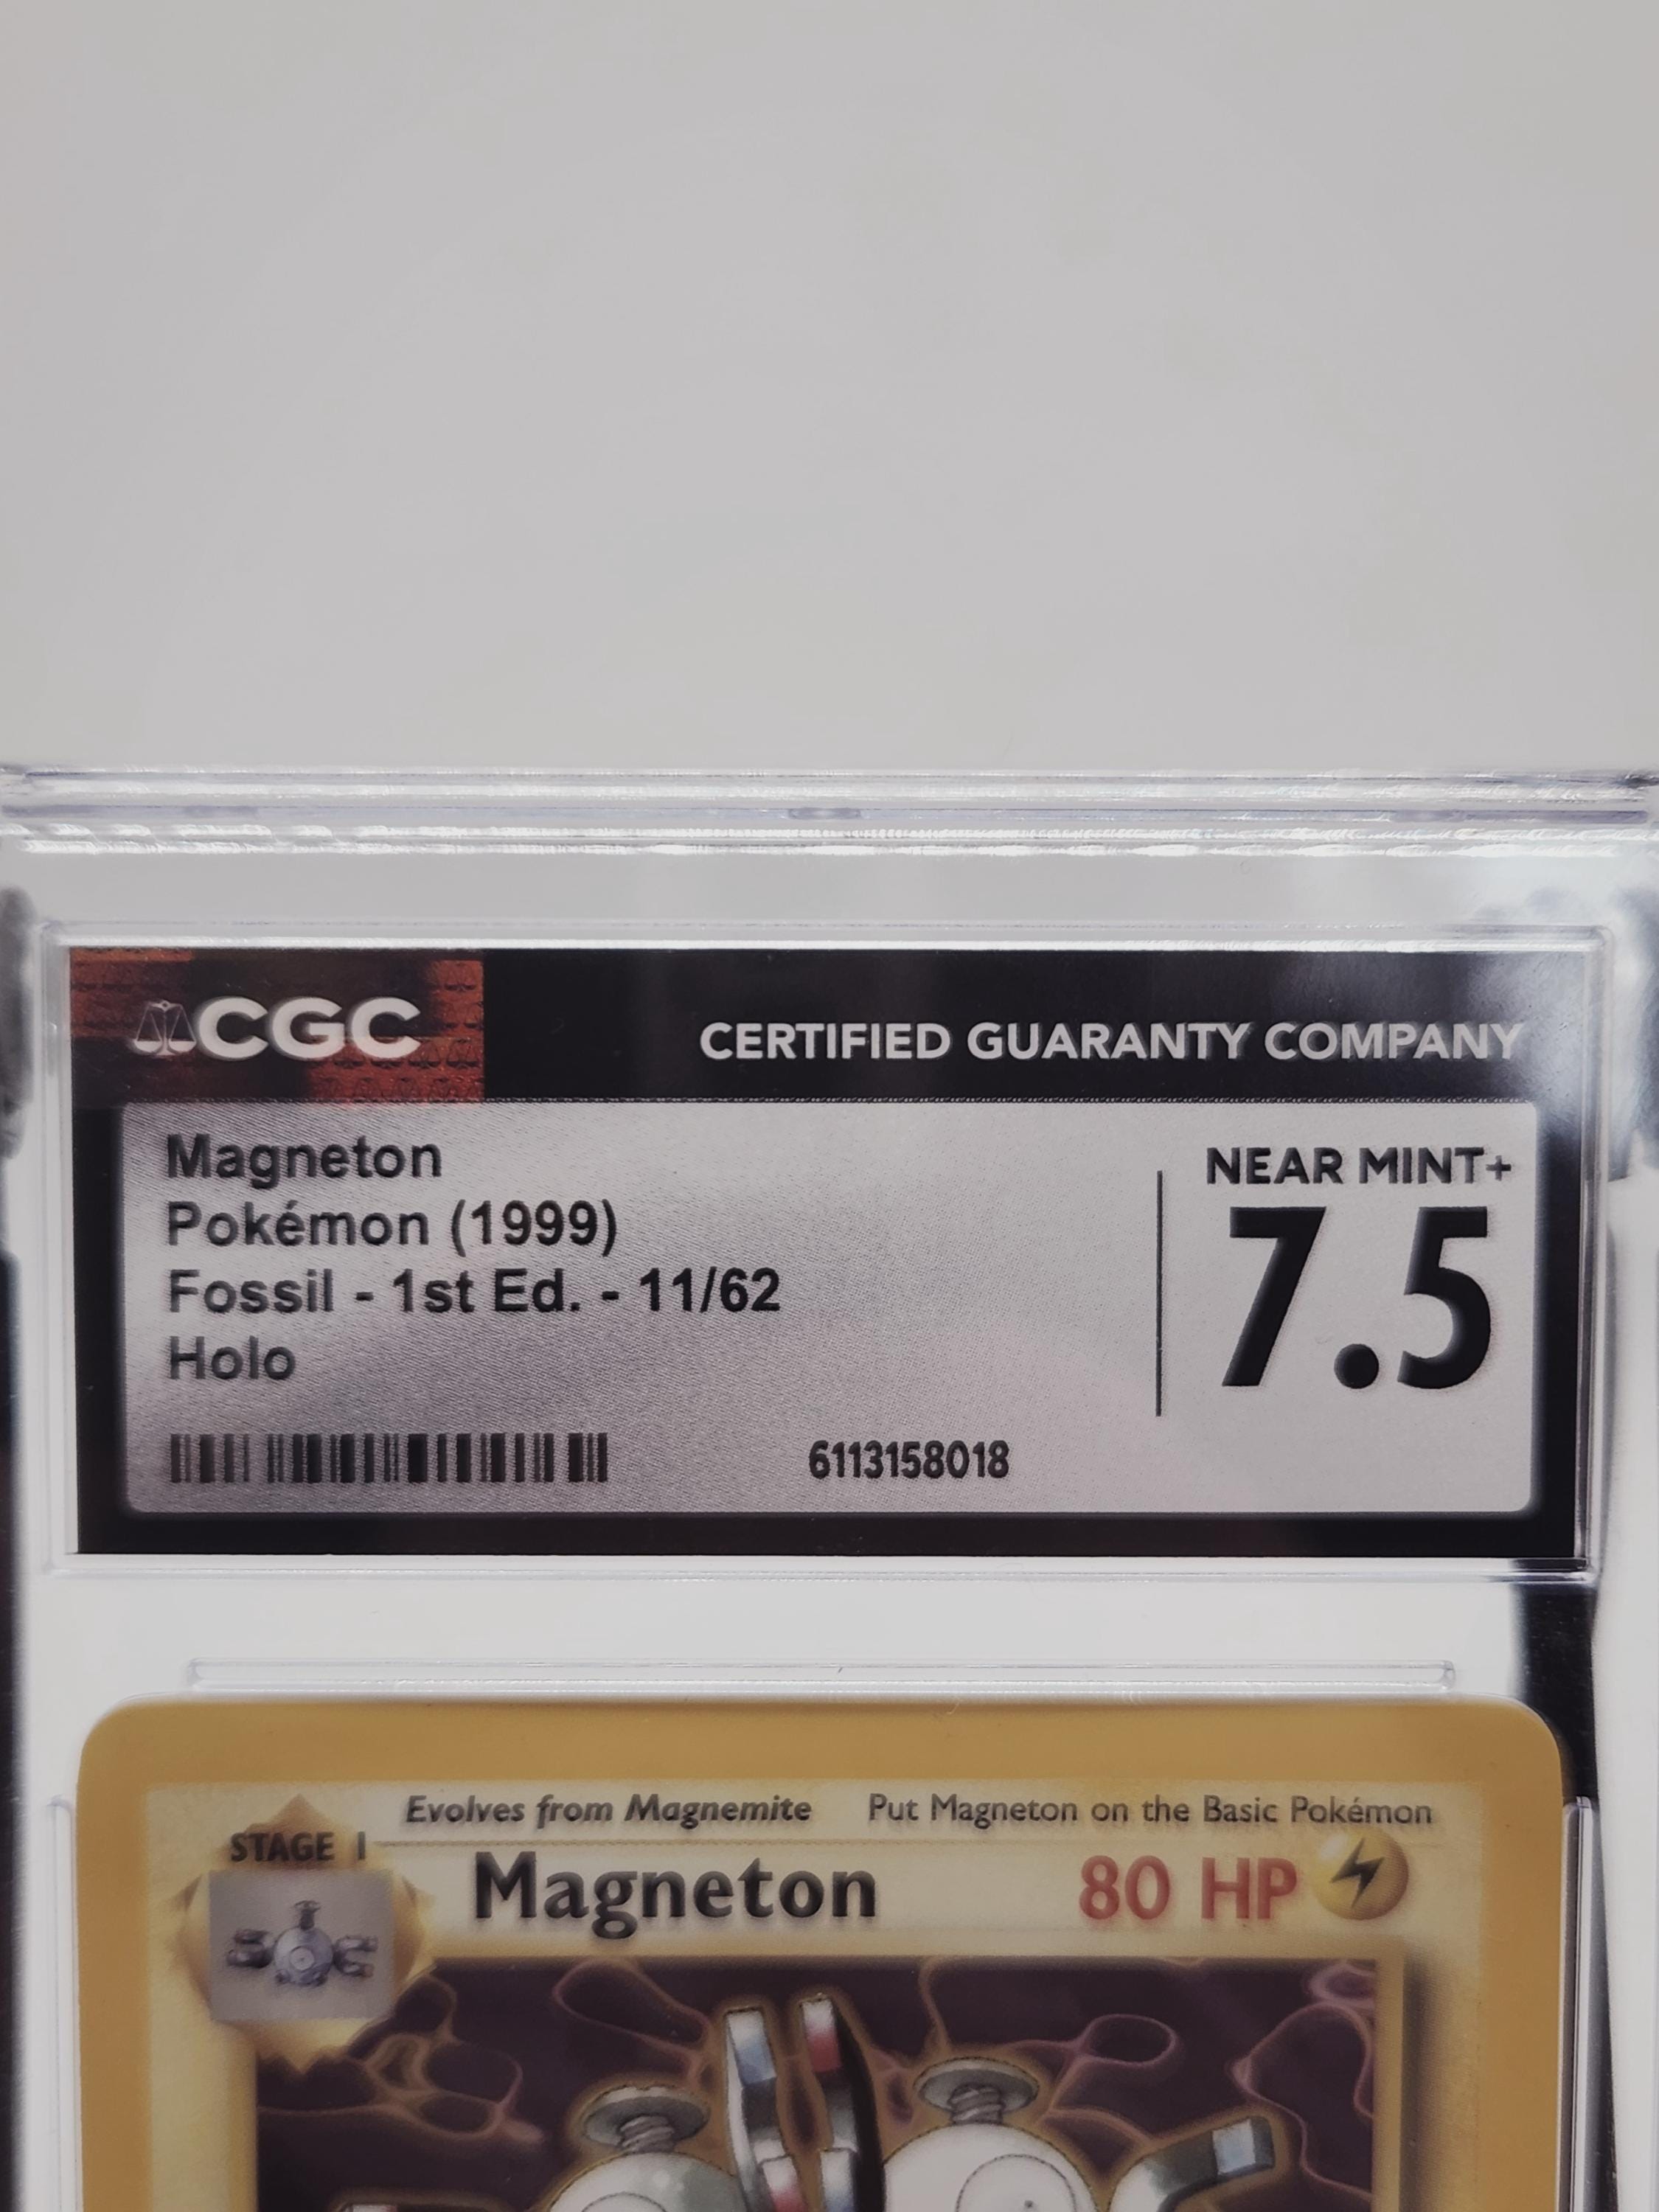 CGC
CERTIFIED GUARANTY COMPANY
Magneton
Pokémon (1999)
Fossil - 1st Ed. - 11/62
Holo
6113158018
NEAR MINT+
7.5
Evolves from Magnemite Put Magneton on the Basic Pokémon
STAGE 1
Magneton 80 HP